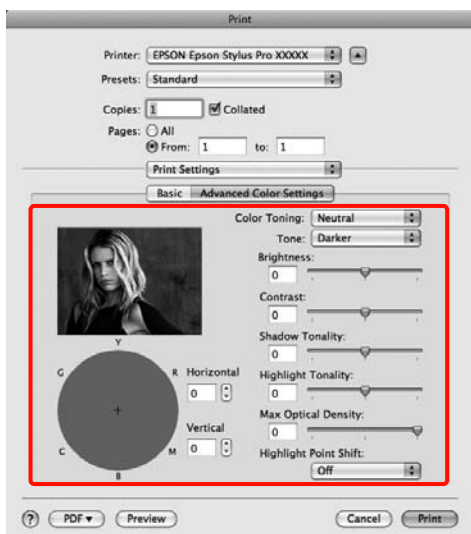 Print
Printer: EPSON Epson Stylus Pro XXXXX
Presets: Standard
Copies: 1 Collated
Pages: All
From: 1 to: 1
Print Settings
Basic Advanced Color Settings
Color Toning: Neutral
Tone: Darker
Brightness:
0
Contrast:
0
Shadow Tonality:
0
Highlight Tonality:
0
Max Optical Density:
0
Highlight Point Shift:
Off
Y
G R
C M
B
Horizontal
0
Vertical
0
? PDF Preview Cancel Print